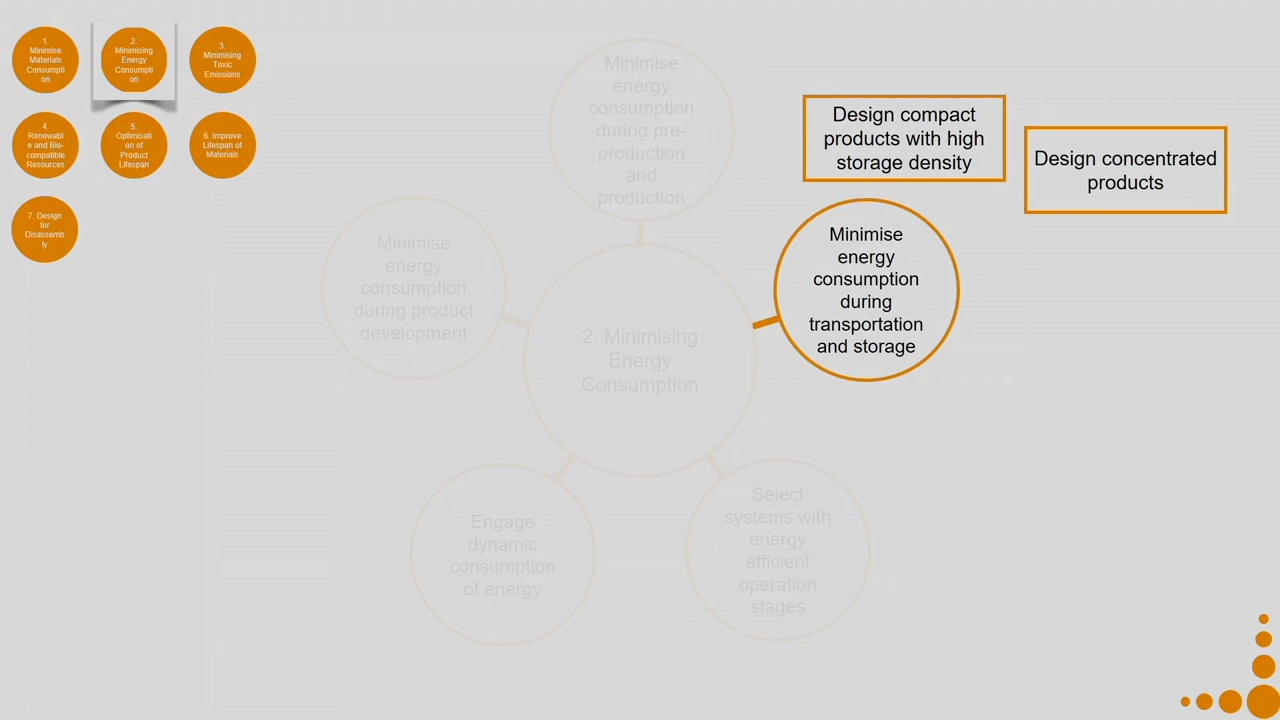 1.
Minimise
Materials
Consumpti
on
2.
Minimising
Energy
Consumpti
on
3.
Minimising
Toxic
Emissions
4.
Renewabl
e and Bio-
compatible
Resources
5.
Optimisati
on of
Product
Lifespan
6. Improve
Lifespan of
Materials
7. Design
for
Disassemb
ly
Minimise
energy
consumption
during pre-
production
and
production
Design compact
products with high
storage density
Design concentrated
products
Minimise
energy
consumption
during
transportation
and storage
Minimise
energy
consumption
during product
development
2. Minimising
Energy
Consumption
Engage
dynamic
consumption
of energy
Select
systems with
energy
efficient
operation
stages